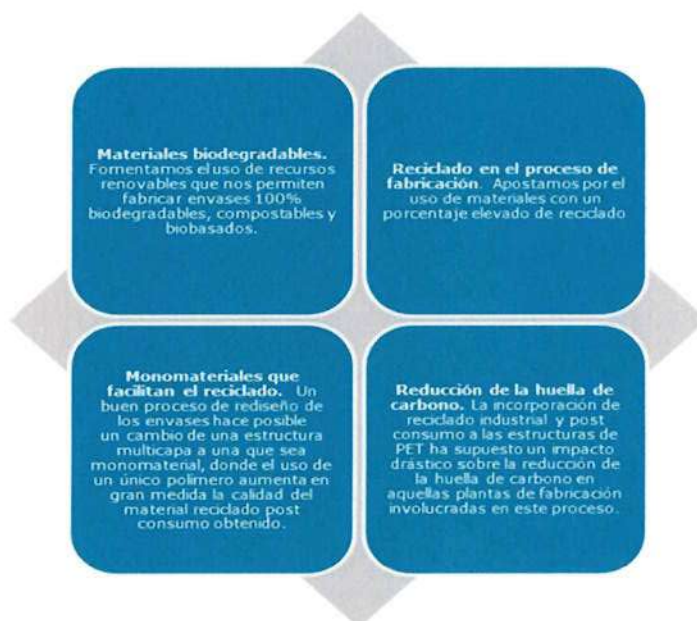 Materiales biodegradables.
Fomentamos el uso de recursos
renovables que nos permiten
fabricar envases 100%
biodegradables, compostables y
biobasados.
Reciclado en el proceso de
fabricación. Apostamos por el
uso de materiales con un
porcentaje elevado de reciclado
Monomateriales que
facilitan el reciclado. Un
buen proceso de rediseño de
los envases hace posible
un cambio de una estructura
multicapa a una que sea
monomaterial, donde el uso de
un único polímero aumenta en
gran medida la calidad del
material reciclado post
consumo obtenido.
Reducción de la huella de
carbono. La incorporación de
reciclado industrial y post
consumo a las estructuras de
PET ha supuesto un impacto
drástico sobre la reducción de
la huella de carbono en
aquellas plantas de fabricación
involucradas en este proceso.